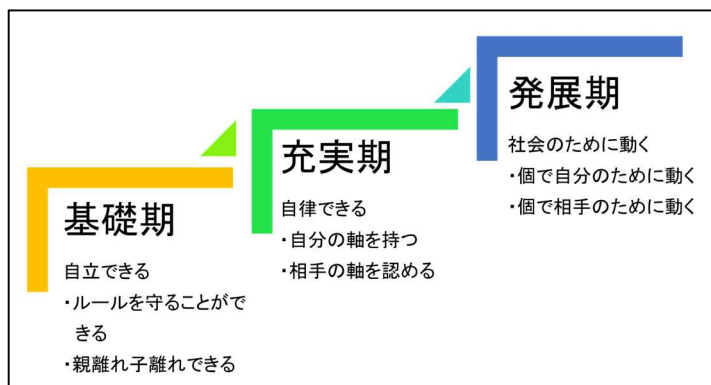 基礎期
自立できる
・ルールを守ることがで
きる
・親離れ子離れできる
充実期
自律できる
・自分の軸を持つ
・相手の軸を認める
発展期
社会のために動く
・個で自分のために動く
・個で相手のために動く